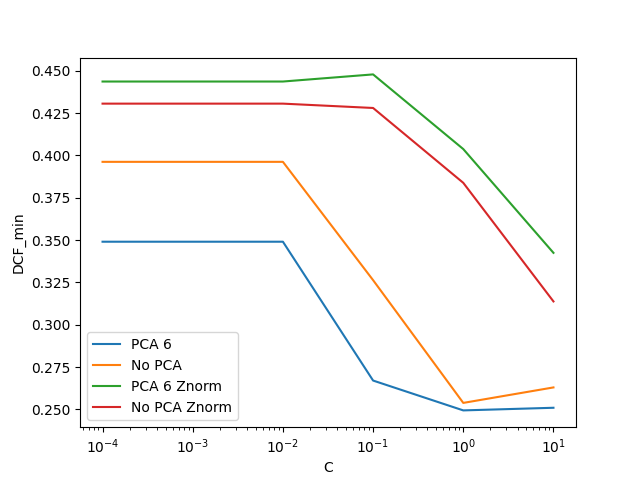 0.450
0.425
0.400
0.375
0.350
0.325
0.300
0.275
0.250
DCF_min
PCA 6
No PCA
PCA 6 Znorm
No PCA Znorm
10⁻⁴ 10⁻³ 10⁻² 10⁻¹ 10⁰ 10¹
C